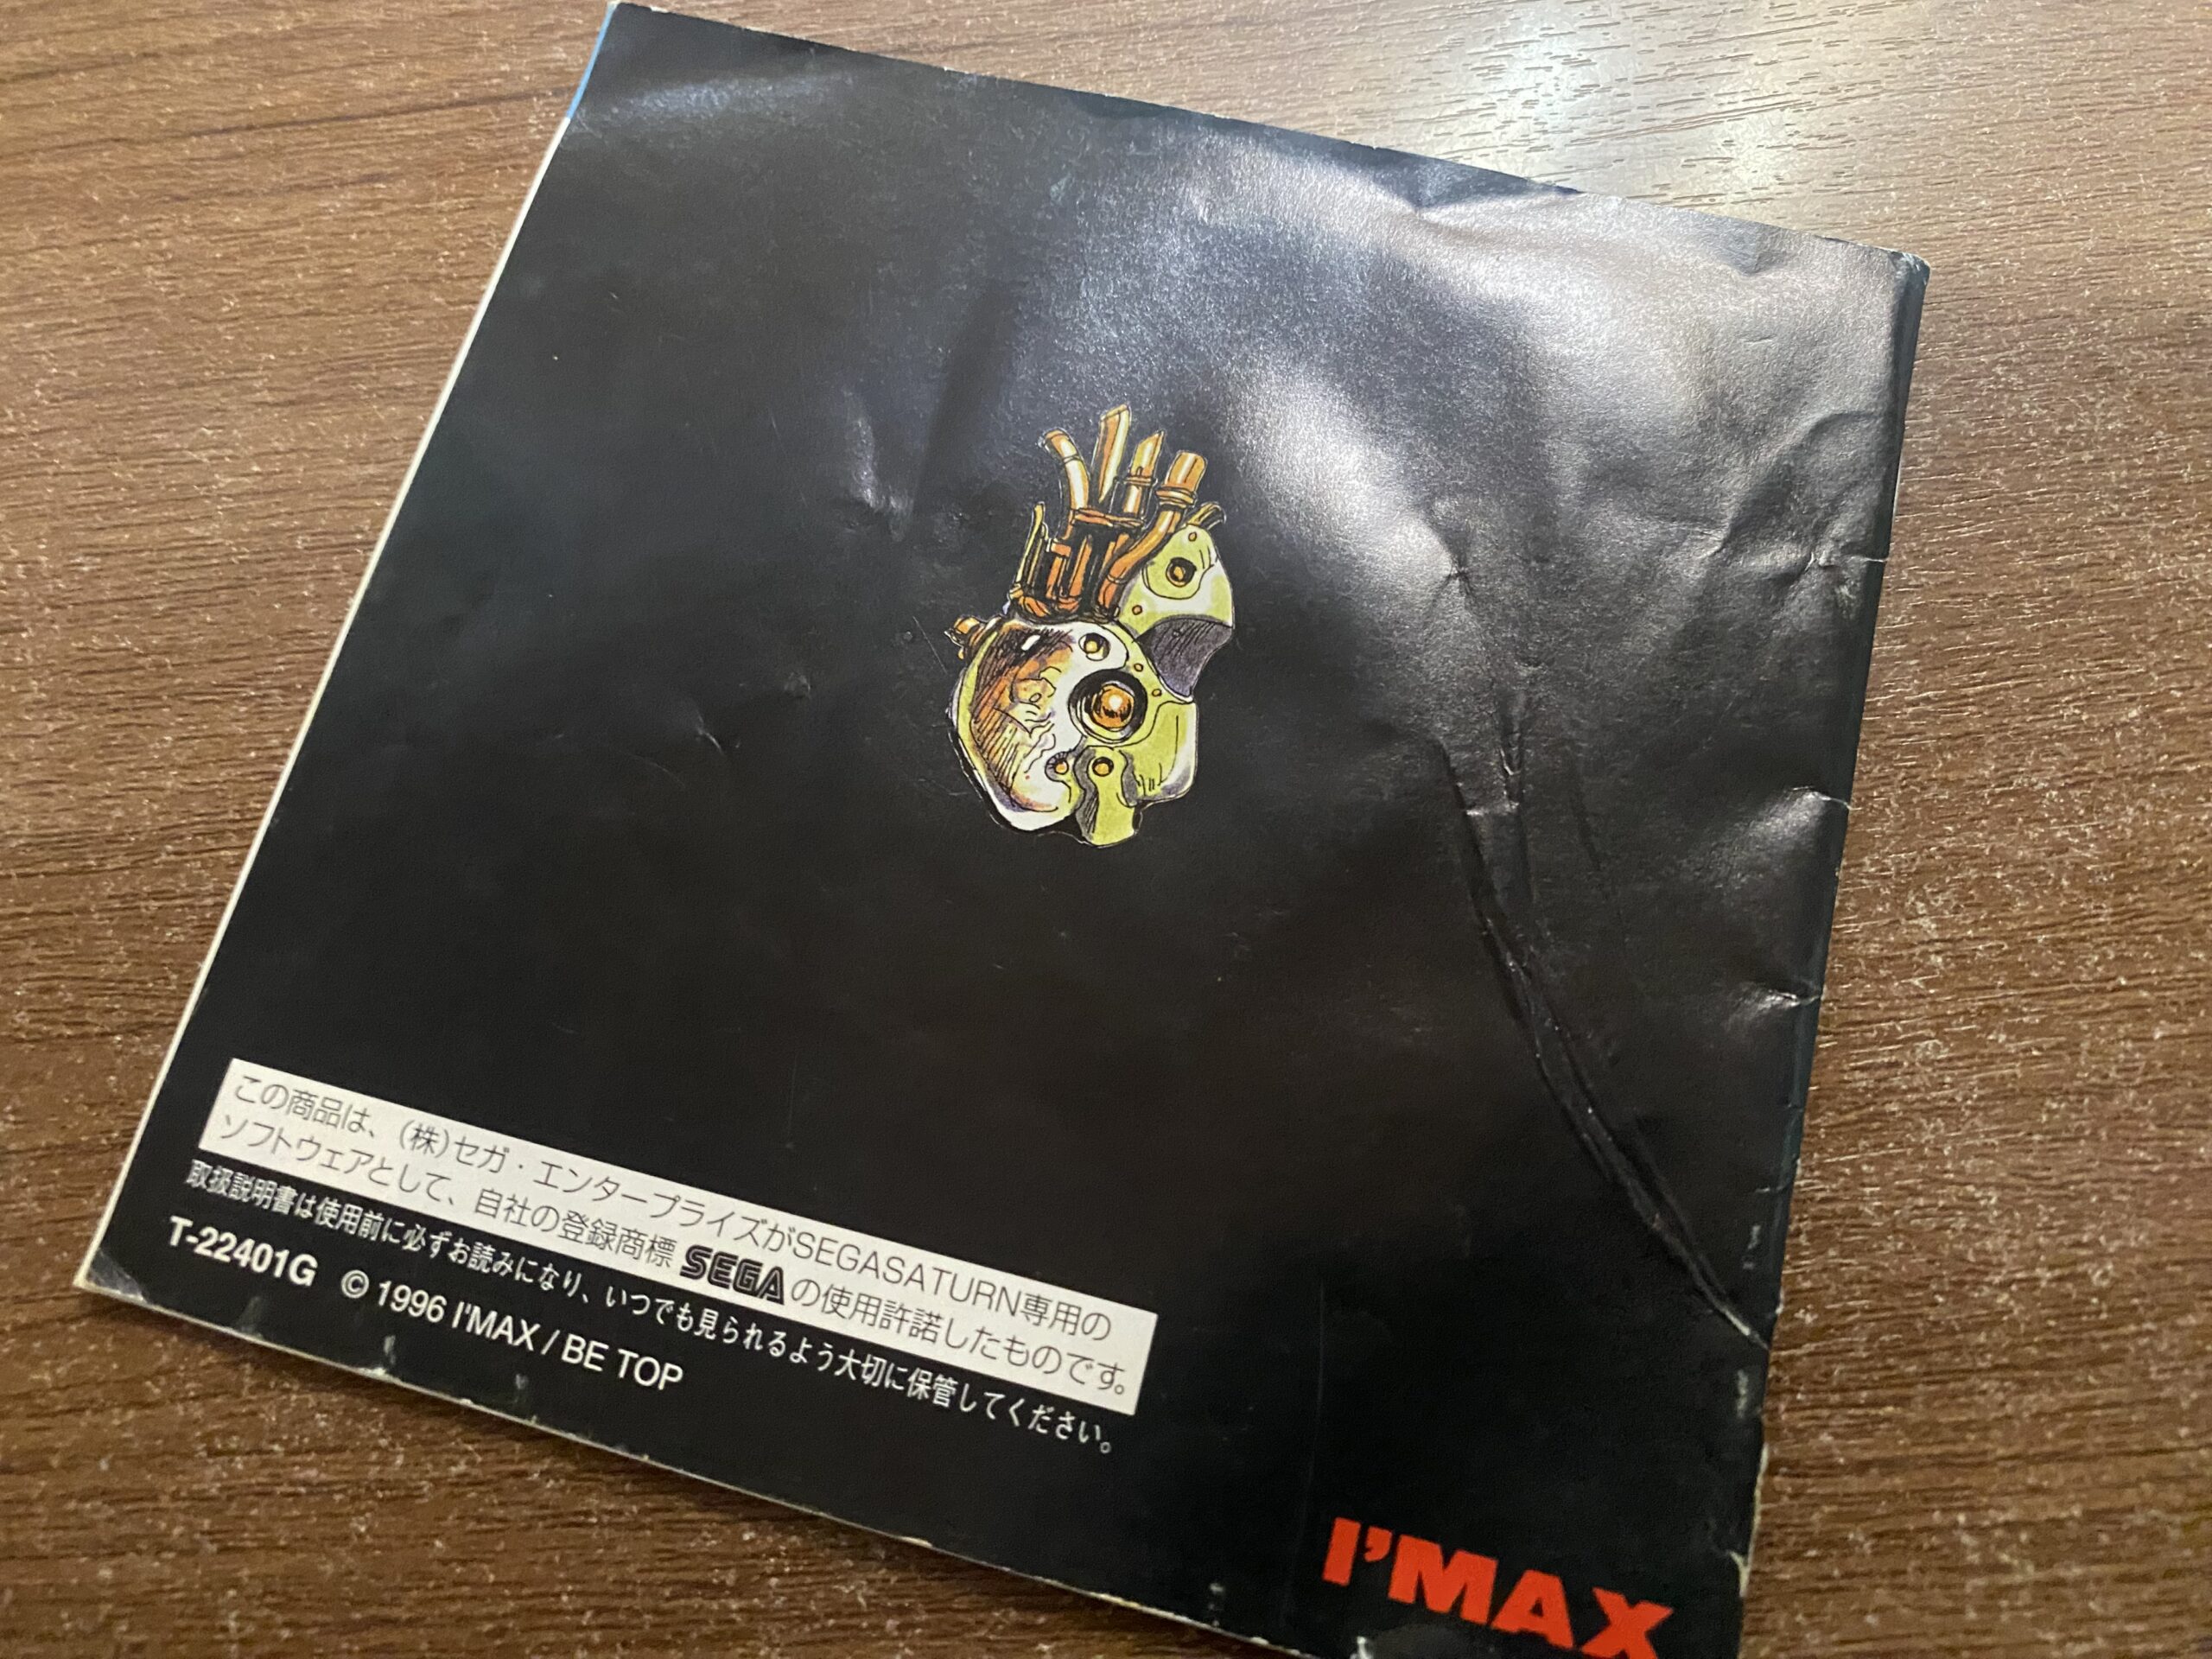 この商品は、(株)セガ・エンタープライズがSEGASATURN専用の
ソフトウェアとして、自社の登録商標 SEGA の使用許諾したものです。
取扱説明書は使用前に必ずお読みになり、いつでも見られるよう大切に保管してください。
T-22401G © 1996 I'MAX / BE TOP
I'MAX